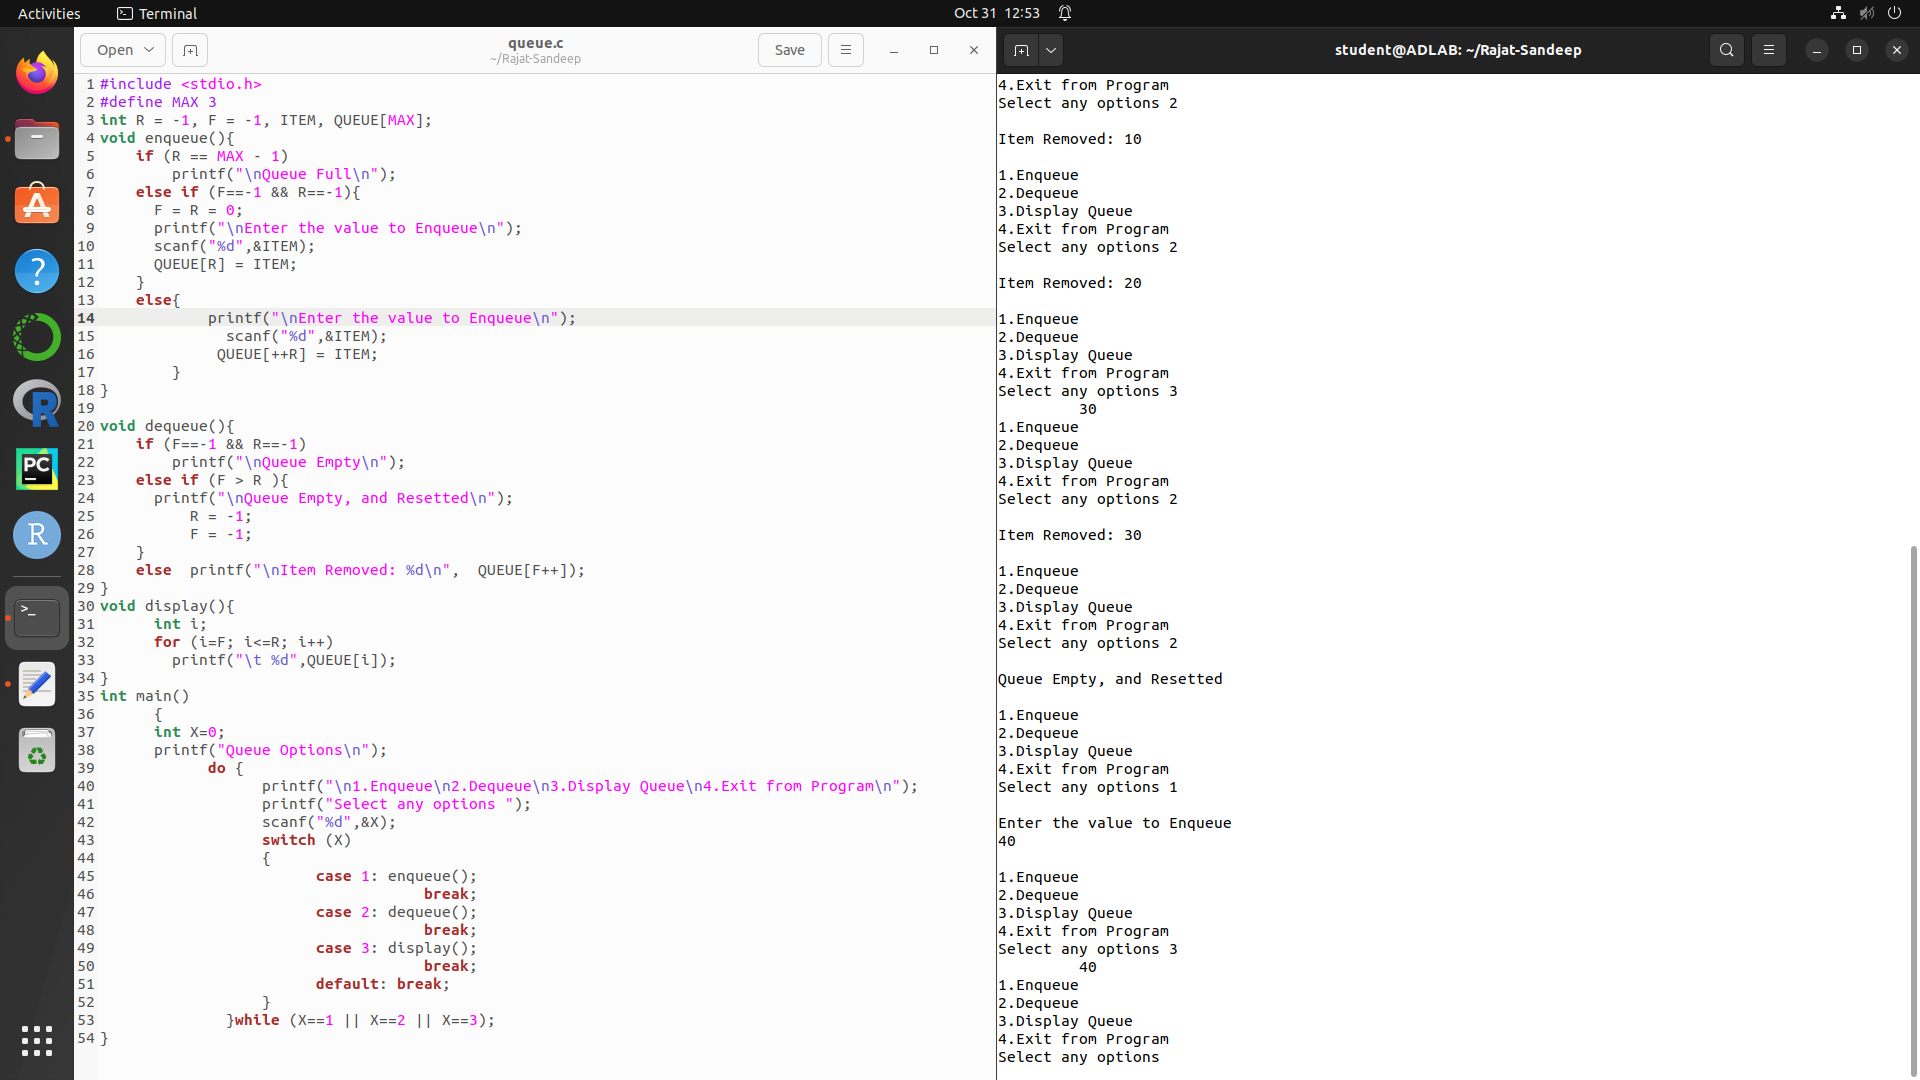 Activities
Terminal
Oct 31 12:53
Open
queue.c
~/Rajat-Sandeep
Save
1 #include <stdio.h>
2 #define MAX 3
3 int R = -1, F = -1, ITEM, QUEUE[MAX];
4 void enqueue(){
5     if (R == MAX - 1)
6         printf("\nQueue Full\n");
7     else if (F==-1 && R==-1){
8       F = R = 0;
9       printf("\nEnter the value to Enqueue\n");
10       scanf("%d",&ITEM);
11       QUEUE[R] = ITEM;
12     }
13     else{
14             printf("\nEnter the value to Enqueue\n");
15               scanf("%d",&ITEM);
16              QUEUE[++R] = ITEM;
17         }
18 }
19
20 void dequeue(){
21     if (F==-1 && R==-1)
22         printf("\nQueue Empty\n");
23     else if (F > R ){
24       printf("\nQueue Empty, and Resetted\n");
25           R = -1;
26           F = -1;
27     }
28     else  printf("\nItem Removed: %d\n",  QUEUE[F++]);
29 }
30 void display(){
31       int i;
32       for (i=F; i<=R; i++)
33         printf("\t %d",QUEUE[i]);
34 }
35 int main()
36       {
37       int X=0;
38       printf("Queue Options\n");
39             do {
40                   printf("\n1.Enqueue\n2.Dequeue\n3.Display Queue\n4.Exit from Program\n");
41                   printf("Select any options ");
42                   scanf("%d",&X);
43                   switch (X)
44                   {
45                         case 1: enqueue();
46                                     break;
47                         case 2: dequeue();
48                                     break;
49                         case 3: display();
50                                     break;
51                         default: break;
52                   }
53               }while (X==1 || X==2 || X==3);
54 }
student@ADLAB: ~/Rajat-Sandeep
4.Exit from Program
Select any options 2
Item Removed: 10
1.Enqueue
2.Dequeue
3.Display Queue
4.Exit from Program
Select any options 2
Item Removed: 20
1.Enqueue
2.Dequeue
3.Display Queue
4.Exit from Program
Select any options 3
30
1.Enqueue
2.Dequeue
3.Display Queue
4.Exit from Program
Select any options 2
Item Removed: 30
1.Enqueue
2.Dequeue
3.Display Queue
4.Exit from Program
Select any options 2
Queue Empty, and Resetted
1.Enqueue
2.Dequeue
3.Display Queue
4.Exit from Program
Select any options 1
Enter the value to Enqueue
40
1.Enqueue
2.Dequeue
3.Display Queue
4.Exit from Program
Select any options 3
40
1.Enqueue
2.Dequeue
3.Display Queue
4.Exit from Program
Select any options
?
R
PC
R
>_